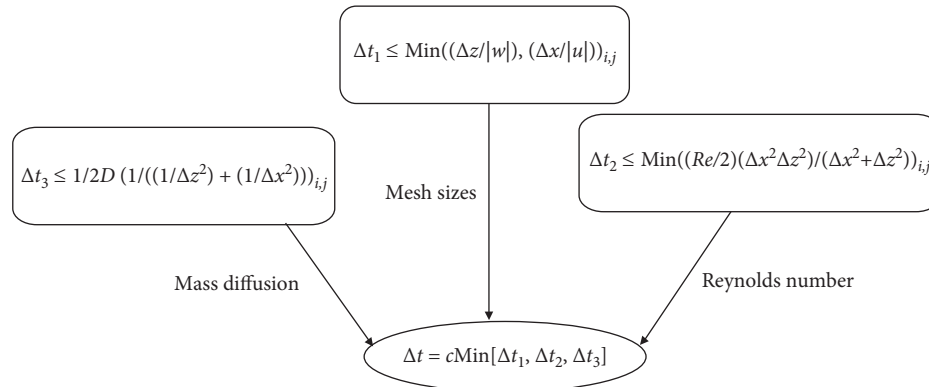 Δt₁ ≤ Min((Δz/|w|), (Δx/|u|))ᵢ,ⱼ
Δt₃ ≤ 1/2D (1/((1/Δz²) + (1/Δx²)))ᵢ,ⱼ
Δt₂ ≤ Min((Re/2)(Δx²Δz²)/(Δx²+Δz²))ᵢ,ⱼ
Mesh sizes
Mass diffusion
Reynolds number
Δt = cMin[Δt₁, Δt₂, Δt₃]